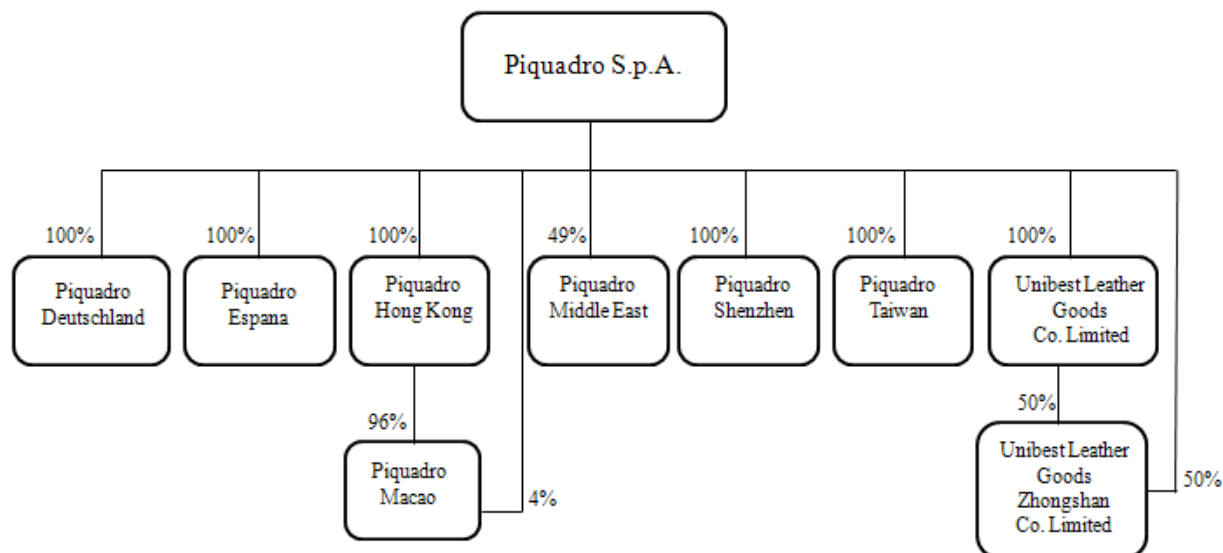 Piquadro S.p.A.
100%
100%
100%
49%
100%
100%
100%
Piquadro
Deutschland
Piquadro
Espana
Piquadro
Hong Kong
Piquadro
Middle East
Piquadro
Shenzhen
Piquadro
Taiwan
Unibest Leather
Goods
Co. Limited
96%
50%
Piquadro
Macao
4%
Unibest Leather
Goods
Zhongshan
Co. Limited
50%